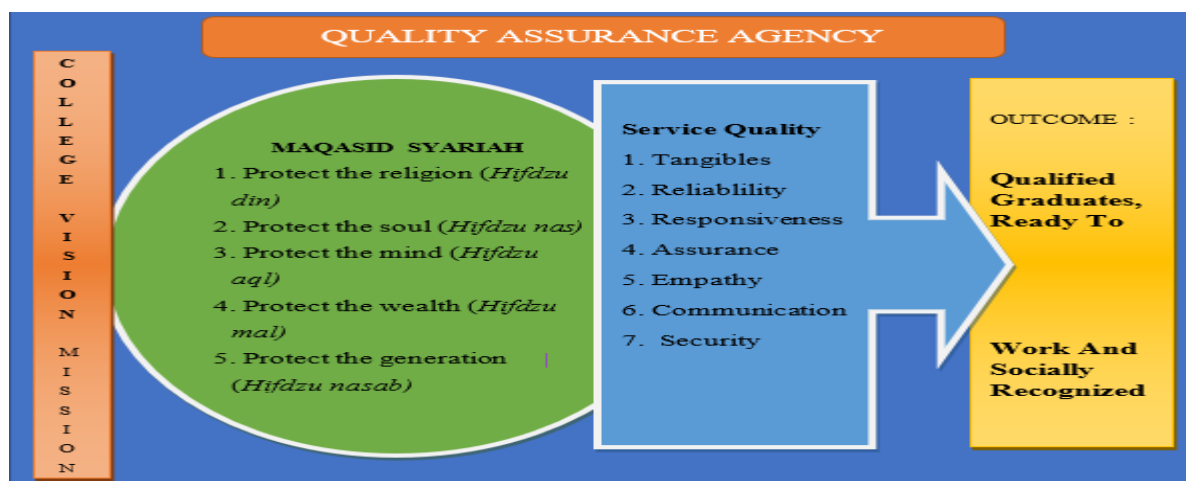 QUALITY ASSURANCE AGENCY
COLLEGE VISION MISSION
MAQASID SYARIAH
1. Protect the religion (Hifdzu
din)
2. Protect the soul (Hifdzu nas)
3. Protect the mind (Hifdzu
aql)
4. Protect the wealth (Hifdzu
mal)
5. Protect the generation
(Hifdzu nasab)
Service Quality
1. Tangibles
2. Reliablility
3. Responsiveness
4. Assurance
5. Empathy
6. Communication
7. Security
OUTCOME :
Qualified
Graduates,
Ready To
Work And
Socially
Recognized